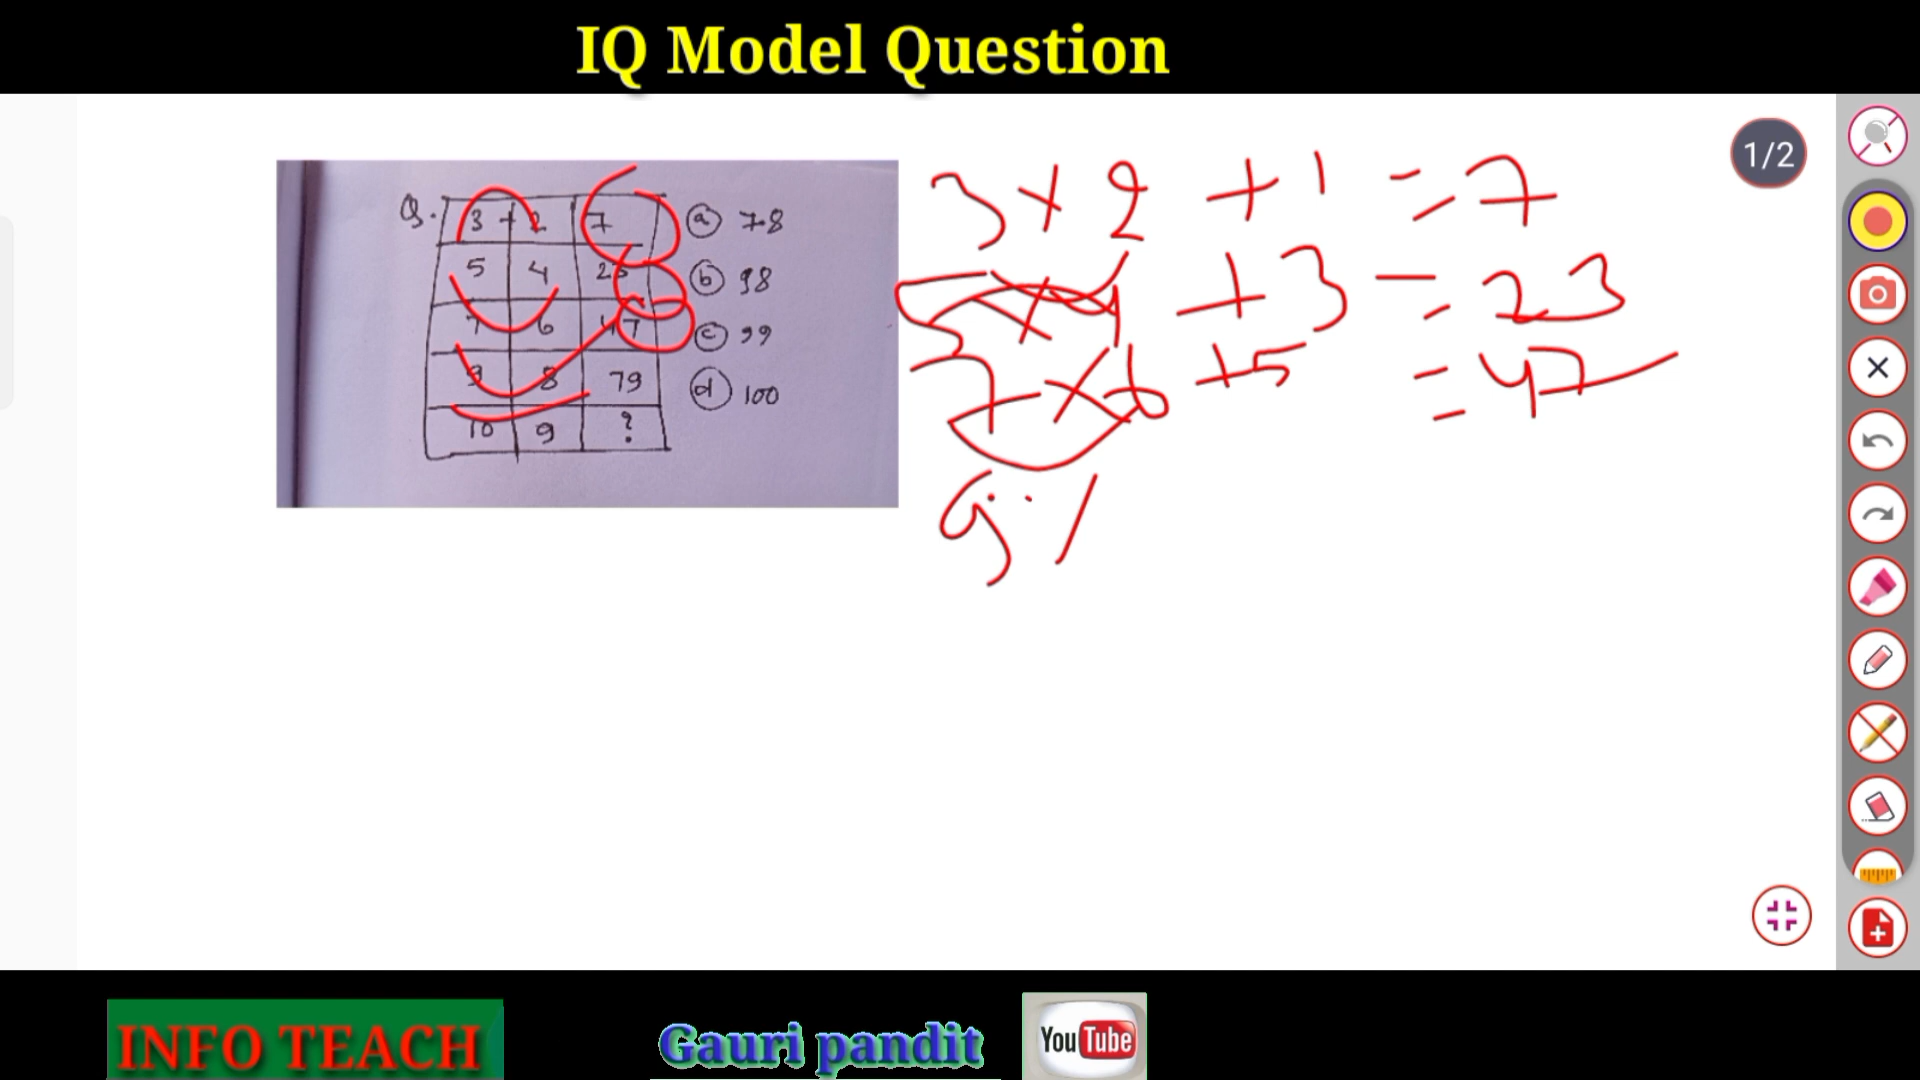 IQ Model Question
1/2
Q. 3 + 2 7 (a) 78
5 4 23 (b) 98
7 6 47 (c) 99
9 8 79 (d) 100
10 9 ?
3 × 2 + 1 = 7
5 × 4 + 3 = 23
7 × 6 + 5 = 47
9
INFO TEACH
Gauri pandit
YouTube